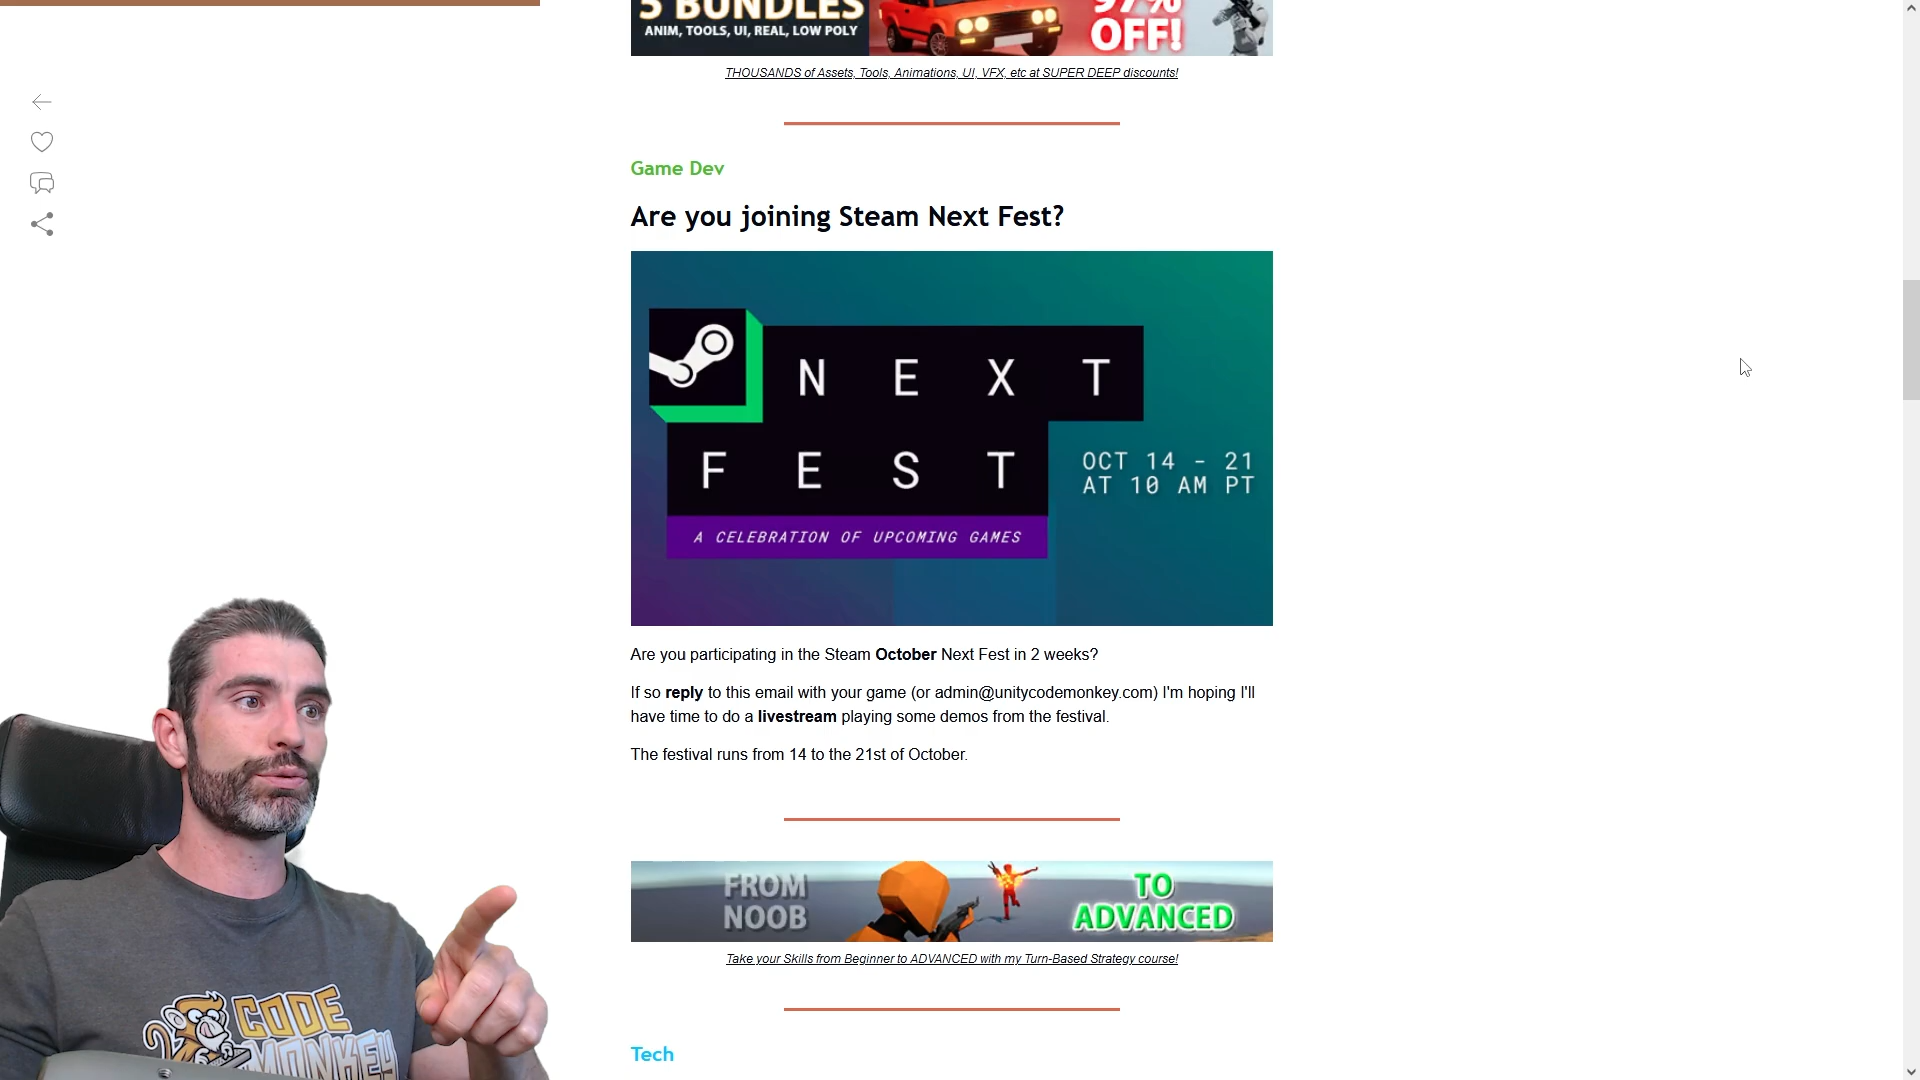 5 BUNDLES
ANIM, TOOLS, UI, REAL, LOW POLY
97%
OFF!
THOUSANDS of Assets, Tools, Animations, UI, VFX, etc at SUPER DEEP discounts!
Game Dev
Are you joining Steam Next Fest?
NEXT
FEST
OCT 14 - 21
AT 10 AM PT
A CELEBRATION OF UPCOMING GAMES
Are you participating in the Steam October Next Fest in 2 weeks?
If so reply to this email with your game (or admin@unitycodemonkey.com) I'm hoping I'll
have time to do a livestream playing some demos from the festival.
The festival runs from 14 to the 21st of October.
FROM
NOOB
TO
ADVANCED
Take your Skills from Beginner to ADVANCED with my Turn-Based Strategy course!
Tech
CODE
MONKEY